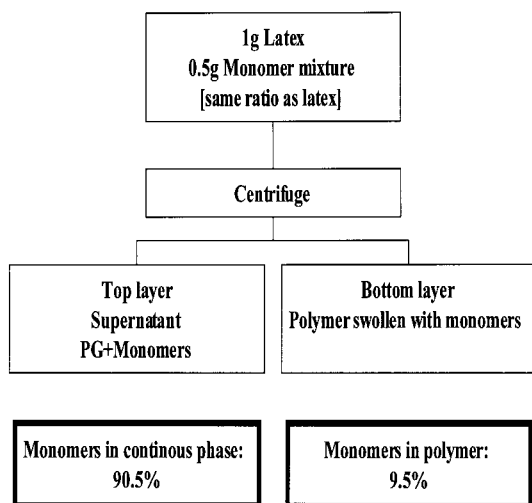 1g Latex
0.5g Monomer mixture
[same ratio as latex}
Centrifuge
Top layer
Supernatant
PG+Monomers
Bottom layer
Polymer swollen with monomers
Monomers in continous phase:
90.5%
Monomers in polymer:
9.5%